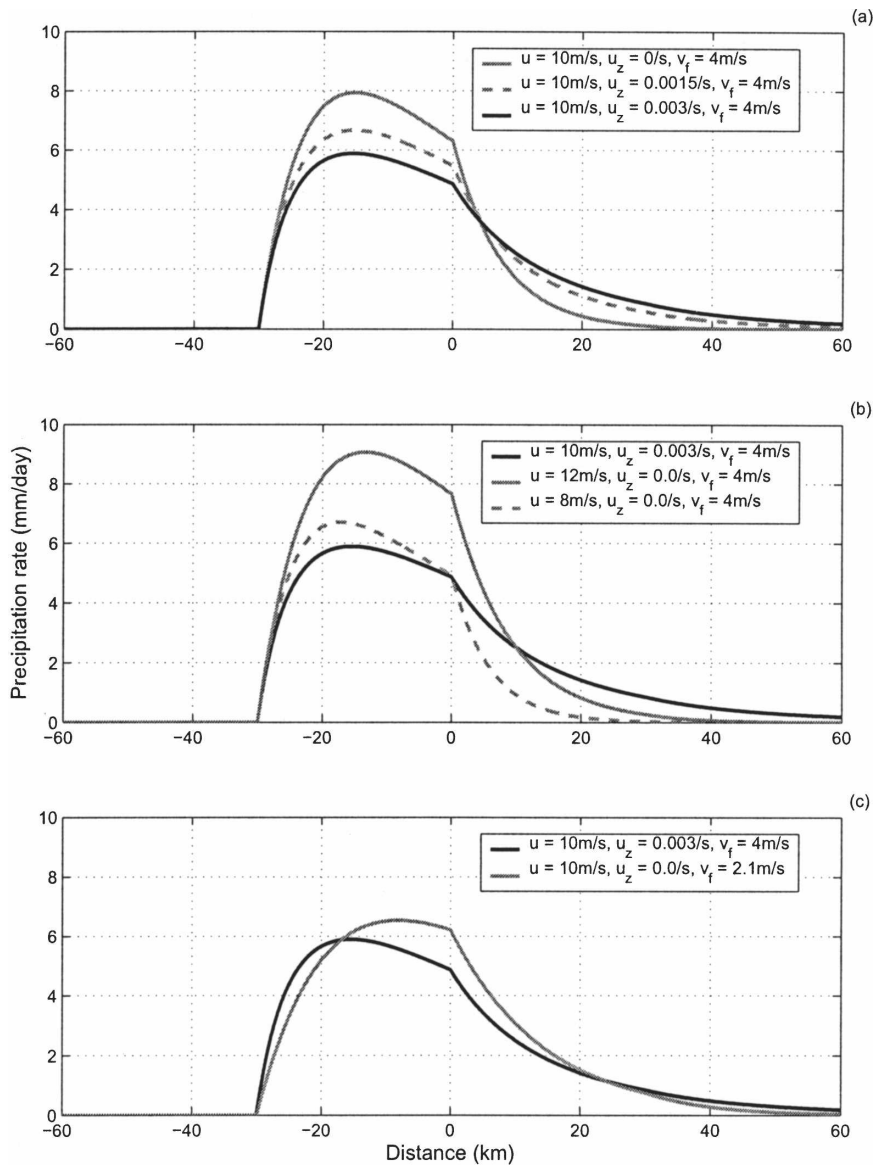 (a)
u = 10m/s, u_z = 0/s, v_f = 4m/s
u = 10m/s, u_z = 0.0015/s, v_f = 4m/s
u = 10m/s, u_z = 0.003/s, v_f = 4m/s
10
8
6
4
2
0
−60 −40 −20 0 20 40 60
(b)
u = 10m/s, u_z = 0.003/s, v_f = 4m/s
u = 12m/s, u_z = 0.0/s, v_f = 4m/s
u = 8m/s, u_z = 0.0/s, v_f = 4m/s
Precipitation rate (mm/day)
10
8
6
4
2
0
−60 −40 −20 0 20 40 60
(c)
u = 10m/s, u_z = 0.003/s, v_f = 4m/s
u = 10m/s, u_z = 0.0/s, v_f = 2.1m/s
10
8
6
4
2
0
−60 −40 −20 0 20 40 60
Distance (km)